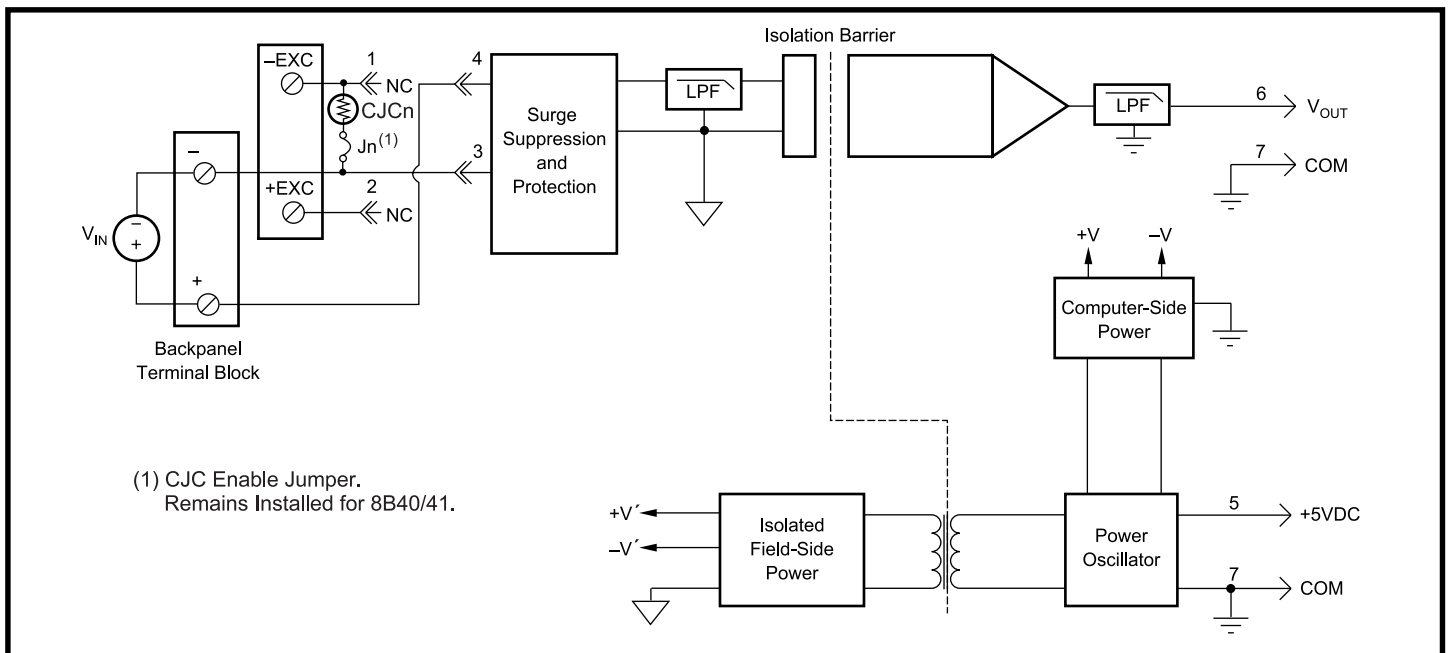 Isolation Barrier
–EXC
1
NC
4
CJCn
Jn(1)
3
+EXC
2
NC
–
+
VIN
–
+
Backpanel
Terminal Block
Surge
Suppression
and
Protection
LPF
LPF
6
VOUT
7
COM
+V
–V
Computer-Side
Power
(1) CJC Enable Jumper.
Remains Installed for 8B40/41.
+V´
–V´
Isolated
Field-Side
Power
Power
Oscillator
5
+5VDC
7
COM